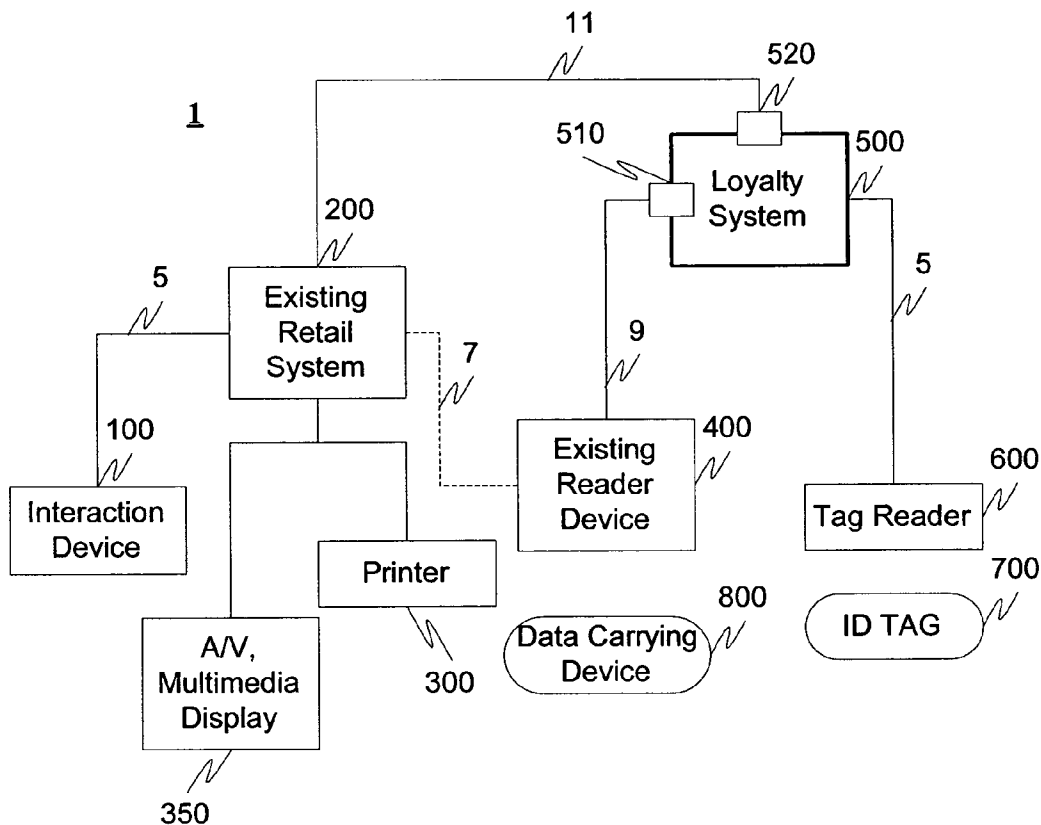 11
520
1
510
500
Loyalty
System
200
5
Existing
Retail
System
5
9
7
100
400
Existing
Reader
Device
600
Interaction
Device
Tag Reader
Printer
700
800
ID TAG
Data Carrying
Device
A/V,
Multimedia
Display
300
350